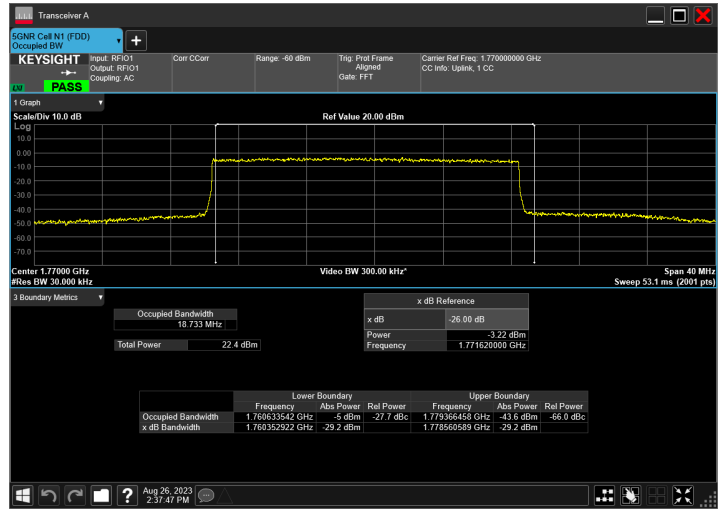 Transceiver A
5GNR Cell N1 (FDD)
Occupied BW
KEYSIGHT
LXI
PASS
Input: RFIO1
Output: RFIO1
Coupling: AC
Corr CCorr
Range: -60 dBm
Trig: Prot Frame
Aligned
Gate: FFT
Carrier Ref Freq: 1.770000000 GHz
CC Info: Uplink, 1 CC
1 Graph
Scale/Div 10.0 dB
Ref Value 20.00 dBm
Log
10.0
0.00
-10.0
-20.0
-30.0
-40.0
-50.0
-60.0
-70.0
Center 1.77000 GHz
#Res BW 30.000 kHz
Video BW 300.00 kHz*
Span 40 MHz
Sweep 53.1 ms (2001 pts)
3 Boundary Metrics
Occupied Bandwidth
18.733 MHz
Total Power 22.4 dBm
x dB Reference
x dB -26.00 dB
Power -3.22 dBm
Frequency 1.771620000 GHz
Lower Boundary Upper Boundary
Frequency Abs Power Rel Power Frequency Abs Power Rel Power
Occupied Bandwidth 1.760633542 GHz -5 dBm -27.7 dBc 1.779366458 GHz -43.6 dBm -66.0 dBc
x dB Bandwidth 1.760352922 GHz -29.2 dBm 1.778560589 GHz -29.2 dBm
Aug 26, 2023
2:37:47 PM